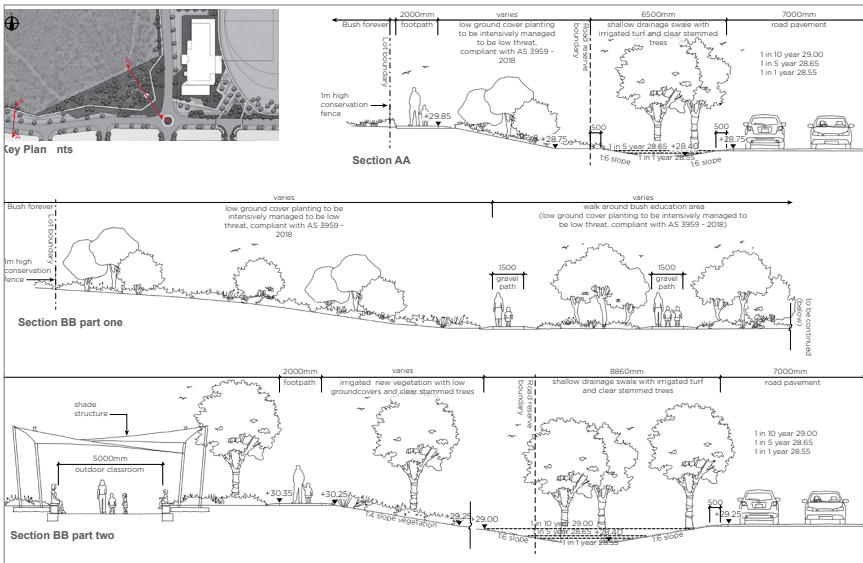 Bush forever
2000mm
footpath
varies
low ground cover planting
to be intensively managed
to be low threat,
compliant with AS 3959 -
2018
6500mm
shallow drainage swale with
irrigated turf and clear stemmed
trees
7000mm
road pavement
Lot boundary
Road reserve
boundary
1 in 10 year 29.00
1 in 5 year 28.65
1 in 1 year 28.55
1m high
conservation
fence
+29.85
+28.75
500
1 in 5 year 28.65 +28.40
1 in 1 year 28.55
1:6 slope
1:6 slope
500
+28.75
Key Plan nts
Section AA
Bush forever
varies
low ground cover planting to be
intensively managed to be low
threat, compliant with AS 3959 -
2018
varies
walk around bush education area
(low ground cover planting to be intensively managed to
be low threat, compliant with AS 3959 - 2018)
Lot boundary
1m high
conservation
fence
1500
gravel
path
1500
gravel
path
to be continued
(below)
Section BB part one
2000mm
footpath
varies
irrigated new vegetation with low
groundcovers and clear stemmed trees
8860mm
shallow drainage swale with irrigated turf
and clear stemmed trees
7000mm
road pavement
Road reserve
boundary
shade
structure
5000mm
outdoor classroom
1 in 10 year 29.00
1 in 5 year 28.65
1 in 1 year 28.55
+30.35
+30.25
1:4 slope vegetation
+29.25
+29.00
1 in 10 year 29.00
1 in 5 year 28.65 +28.40
1 in 1 year 28.55
1:6 slope
1:6 slope
500
+29.25
Section BB part two